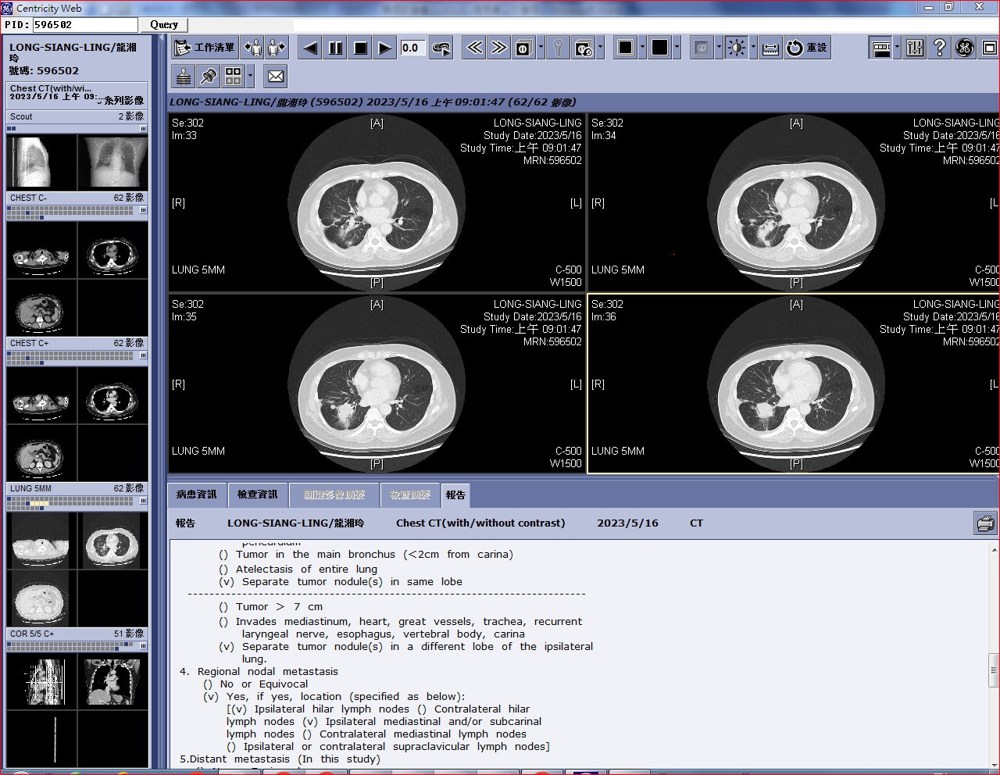 Centricity Web
PID: 596502 Query
LONG-SIANG-LING/龍湘玲
號碼: 596502
Chest CT(with/wi...
2023/5/16 上午 09:...系列影像
Scout 2 影像
CHEST C- 62 影像
CHEST C+ 62 影像
LUNG 5MM 62 影像
COR 5/5 C+ 51 影像
工作清單 0.0 重設
LONG-SIANG-LING/龍湘玲 (596502) 2023/5/16 上午 09:01:47 (62/62 影像)
Se:302 [A] LONG-SIANG-LING
Im:33 Study Date:2023/5/16
Study Time:上午 09:01:47
MRN:596502
[R] [L]
LUNG 5MM C-500
[P] W1500
Se:302 [A] LONG-SIANG-LING
Im:34 Study Date:2023/5/16
Study Time:上午 09:01:47
MRN:596502
[R] [L
LUNG 5MM C-500
[P] W1500
Se:302 [A] LONG-SIANG-LING
Im:35 Study Date:2023/5/16
Study Time:上午 09:01:47
MRN:596502
[R] [L]
LUNG 5MM C-500
[P] W1500
Se:302 [A] LONG-SIANG-LING
Im:36 Study Date:2023/5/16
Study Time:上午 09:01:47
MRN:596502
[R] [L
LUNG 5MM C-500
[P] W1500
病患資訊 檢查資訊 關鍵影像摘要 檢查摘要 報告
報告 LONG-SIANG-LING/龍湘玲 Chest CT(with/without contrast) 2023/5/16 CT
pericardium
() Tumor in the main bronchus (＜2cm from carina)
() Atelectasis of entire lung
(v) Separate tumor nodule(s) in same lobe
-------------------------------------------------------------------------
() Tumor ＞ 7 cm
() Invades mediastinum, heart, great vessels, trachea, recurrent
laryngeal nerve, esophagus, vertebral body, carina
(v) Separate tumor nodule(s) in a different lobe of the ipsilateral
lung.
4. Regional nodal metastasis
() No or Equivocal
(v) Yes, if yes, location (specified as below):
[(v) Ipsilateral hilar lymph nodes () Contralateral hilar
lymph nodes (v) Ipsilateral mediastinal and/or subcarinal
lymph nodes () Contralateral mediastinal lymph nodes
() Ipsilateral or contralateral supraclavicular lymph nodes]
5.Distant metastasis (In this study)